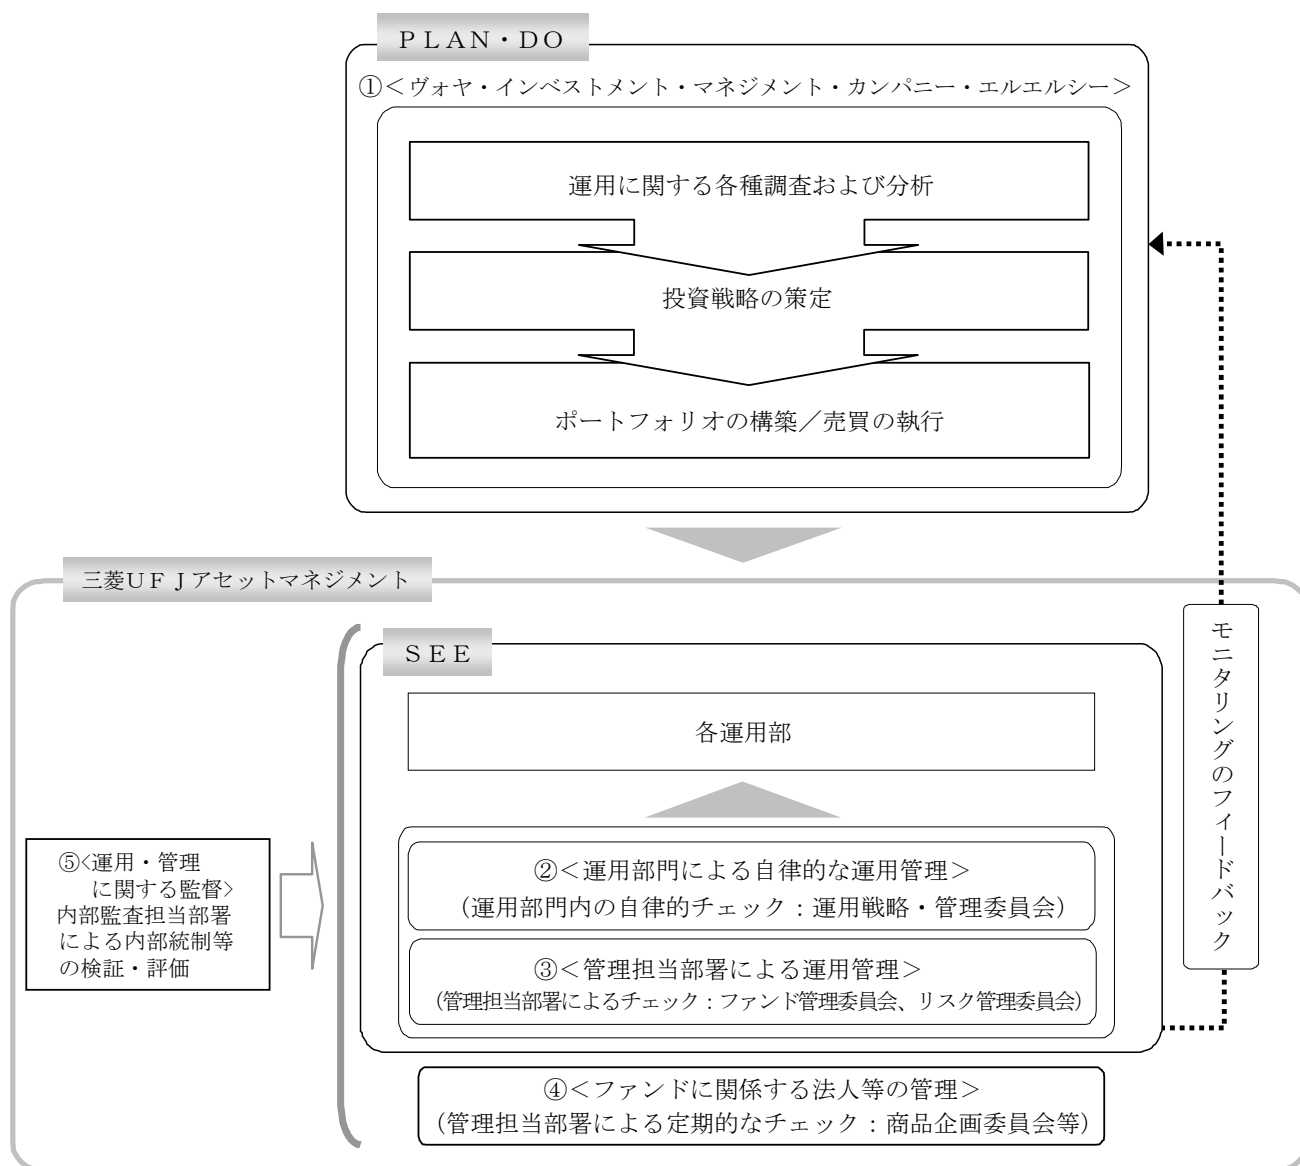 ＰＬＡＮ・ＤＯ
①＜ヴォヤ・インベストメント・マネジメント・カンパニー・エルエルシー＞
運用に関する各種調査および分析
投資戦略の策定
ポートフォリオの構築／売買の執行
三菱ＵＦＪアセットマネジメント
ＳＥＥ
各運用部
②＜運用部門による自律的な運用管理＞
（運用部門内の自律的チェック：運用戦略・管理委員会）
③＜管理担当部署による運用管理＞
（管理担当部署によるチェック：ファンド管理委員会、リスク管理委員会）
④＜ファンドに関係する法人等の管理＞
（管理担当部署による定期的なチェック：商品企画委員会等）
⑤<運用・管理
に関する監督>
内部監査担当部署
による内部統制等
の検証・評価
モニタリングのフィードバック